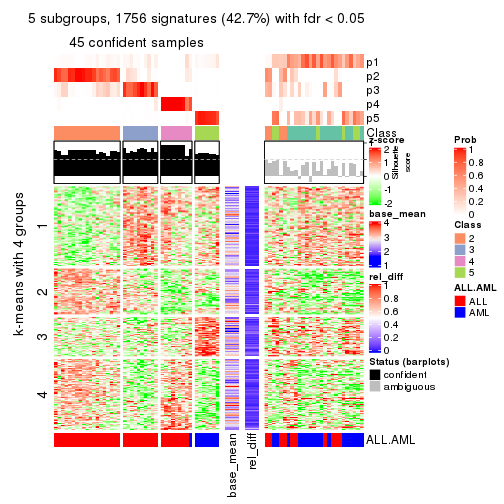 5 subgroups, 1756 signatures (42.7%) with fdr < 0.05
45 confident samples
p1
p2
p3
p4
p5
Class
z-score
2
1
0
-1
-2
Silhouette
score
1
Prob
1
0.8
0.6
0.4
0.2
0
k-means with 4 groups
1
2
3
4
base_mean
4
3
2
1
rel_diff
1
0.8
0.6
0.4
0.2
0
Class
2
3
4
5
ALL.AML
ALL
AML
Status (barplots)
confident
ambiguous
ALL.AML
base_mean
rel_diff